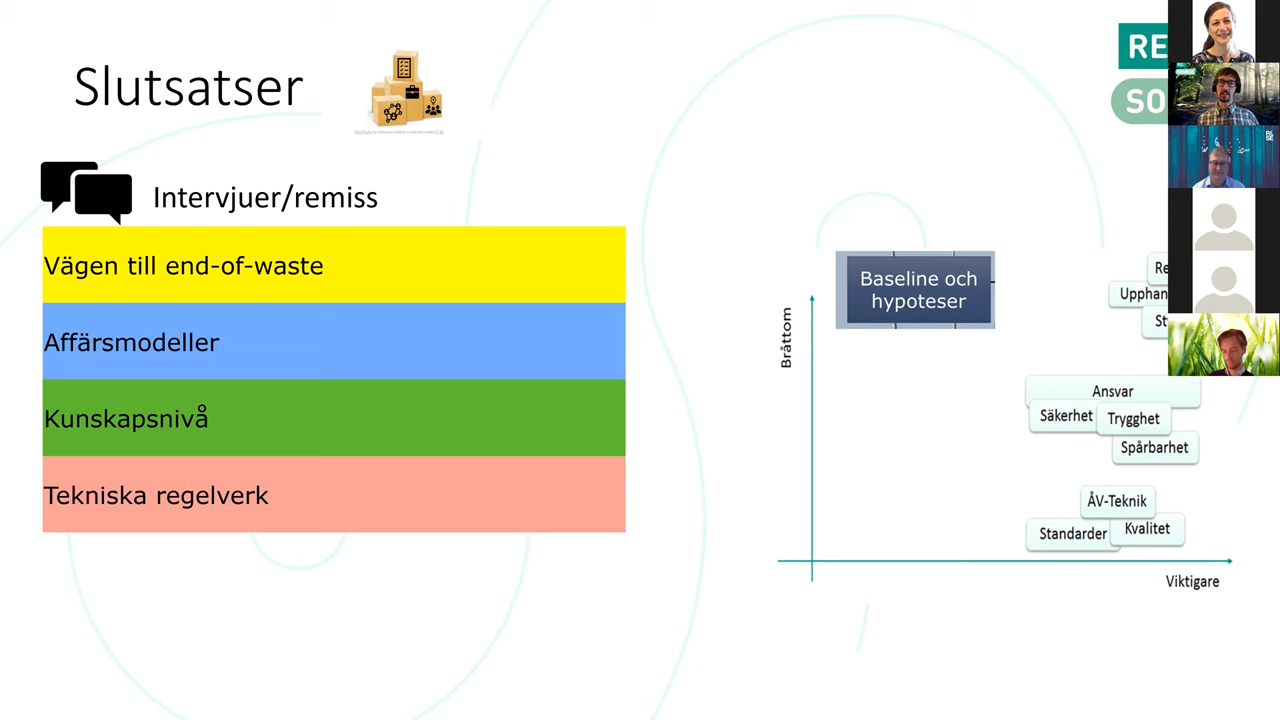 Slutsatser
RE
SO
Intervjuer/remiss
Vägen till end-of-waste
Affärsmodeller
Kunskapsnivå
Tekniska regelverk
Baseline och
hypoteser
Bråttom
Re
Upphan
St
Ansvar
Säkerhet
Trygghet
Spårbarhet
ÅV-Teknik
Standarder
Kvalitet
Viktigare